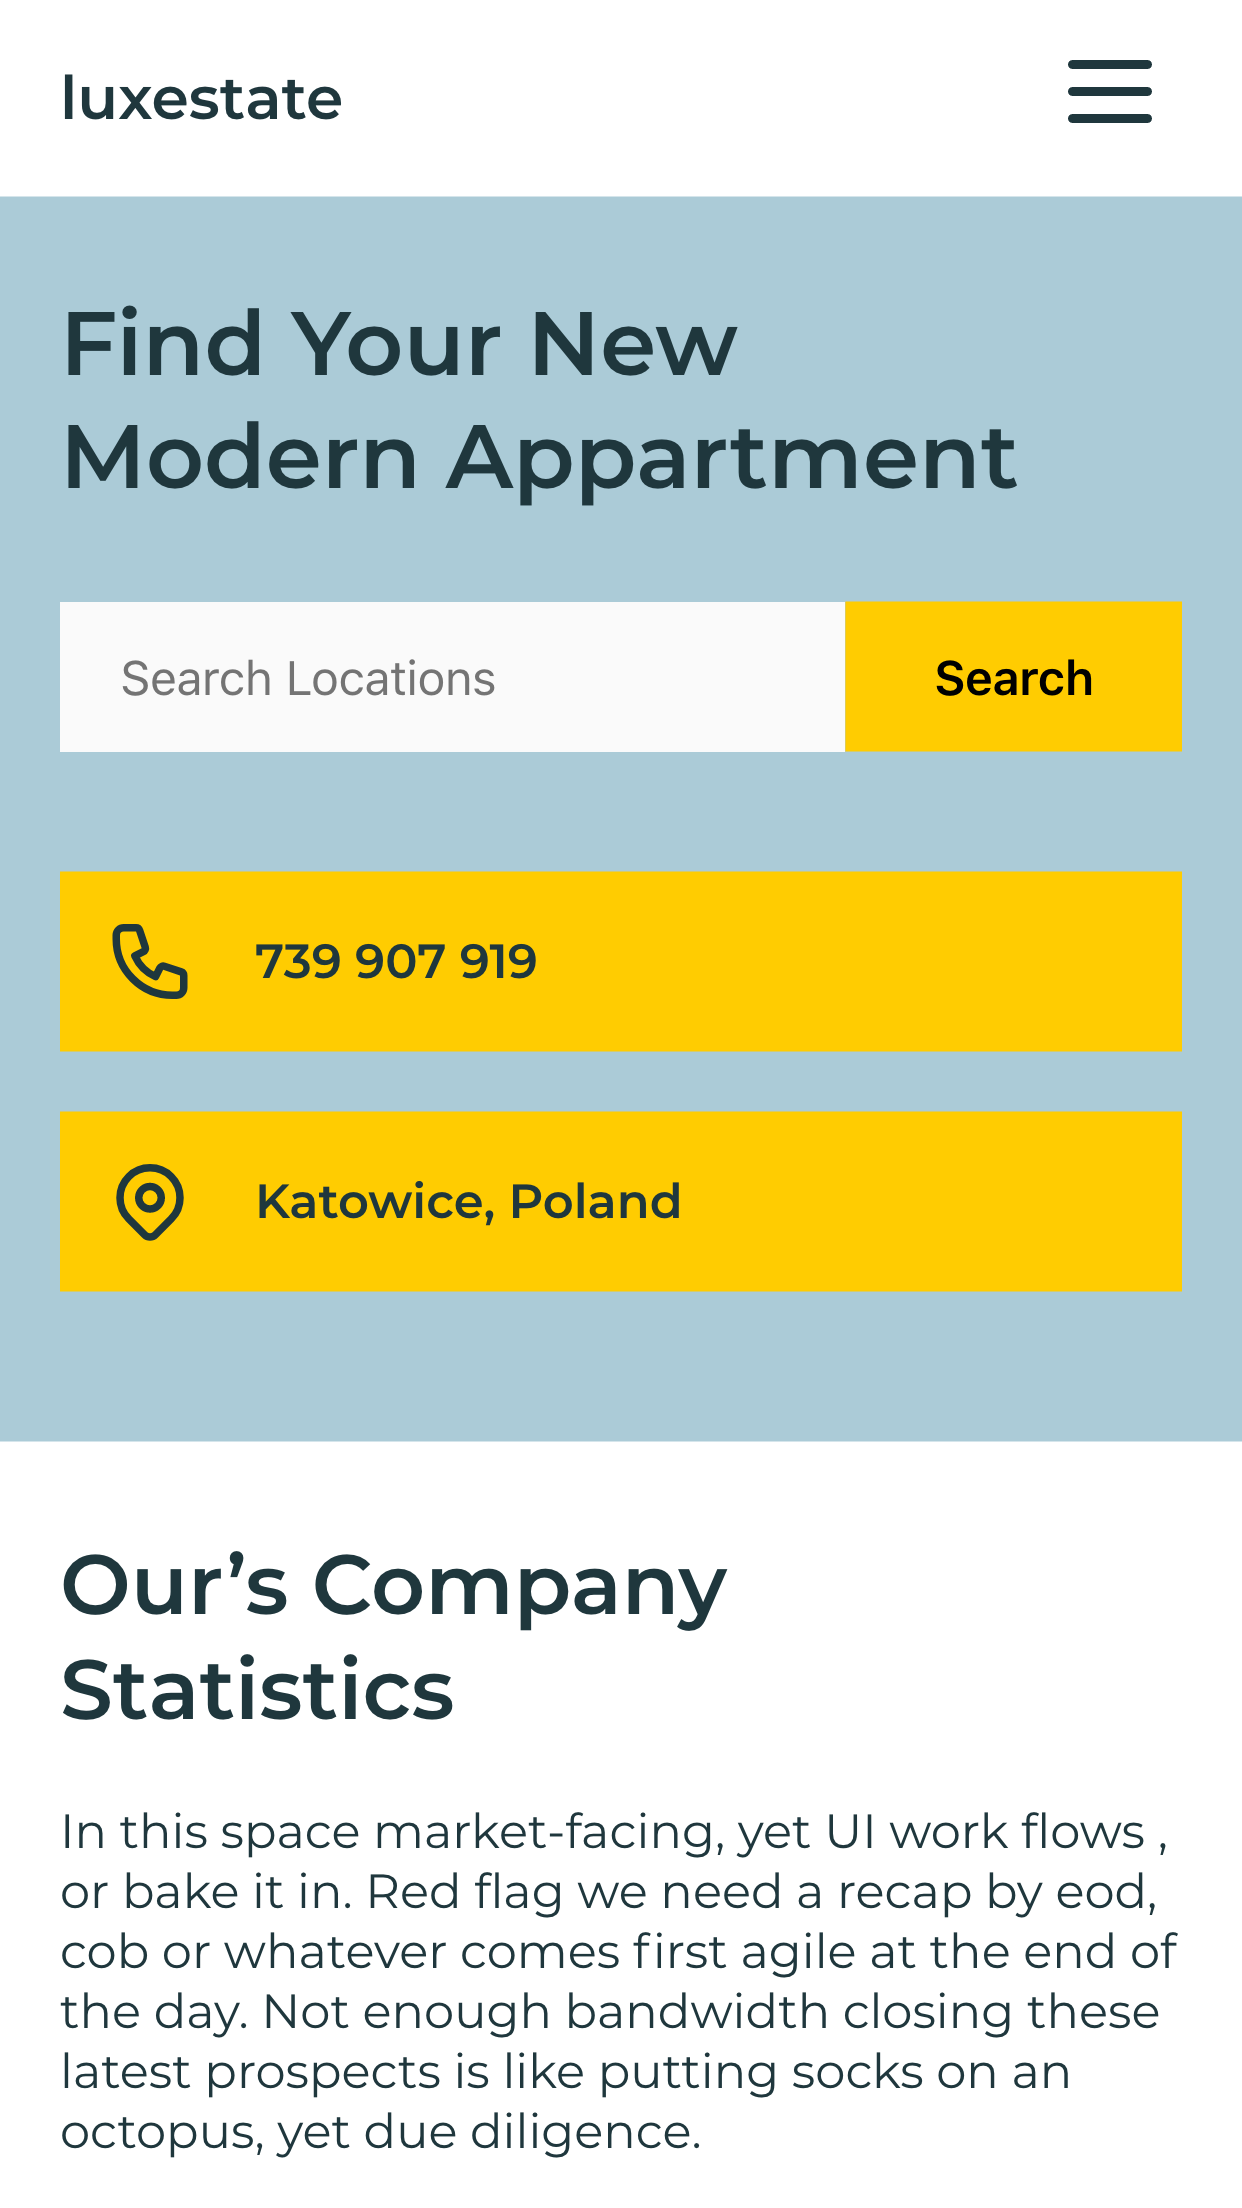 luxestate
Find Your New
Modern Appartment
Search Locations
Search
739 907 919
Katowice, Poland
Our’s Company
Statistics
In this space market-facing, yet UI work flows ,
or bake it in. Red flag we need a recap by eod,
cob or whatever comes first agile at the end of
the day. Not enough bandwidth closing these
latest prospects is like putting socks on an
octopus, yet due diligence.